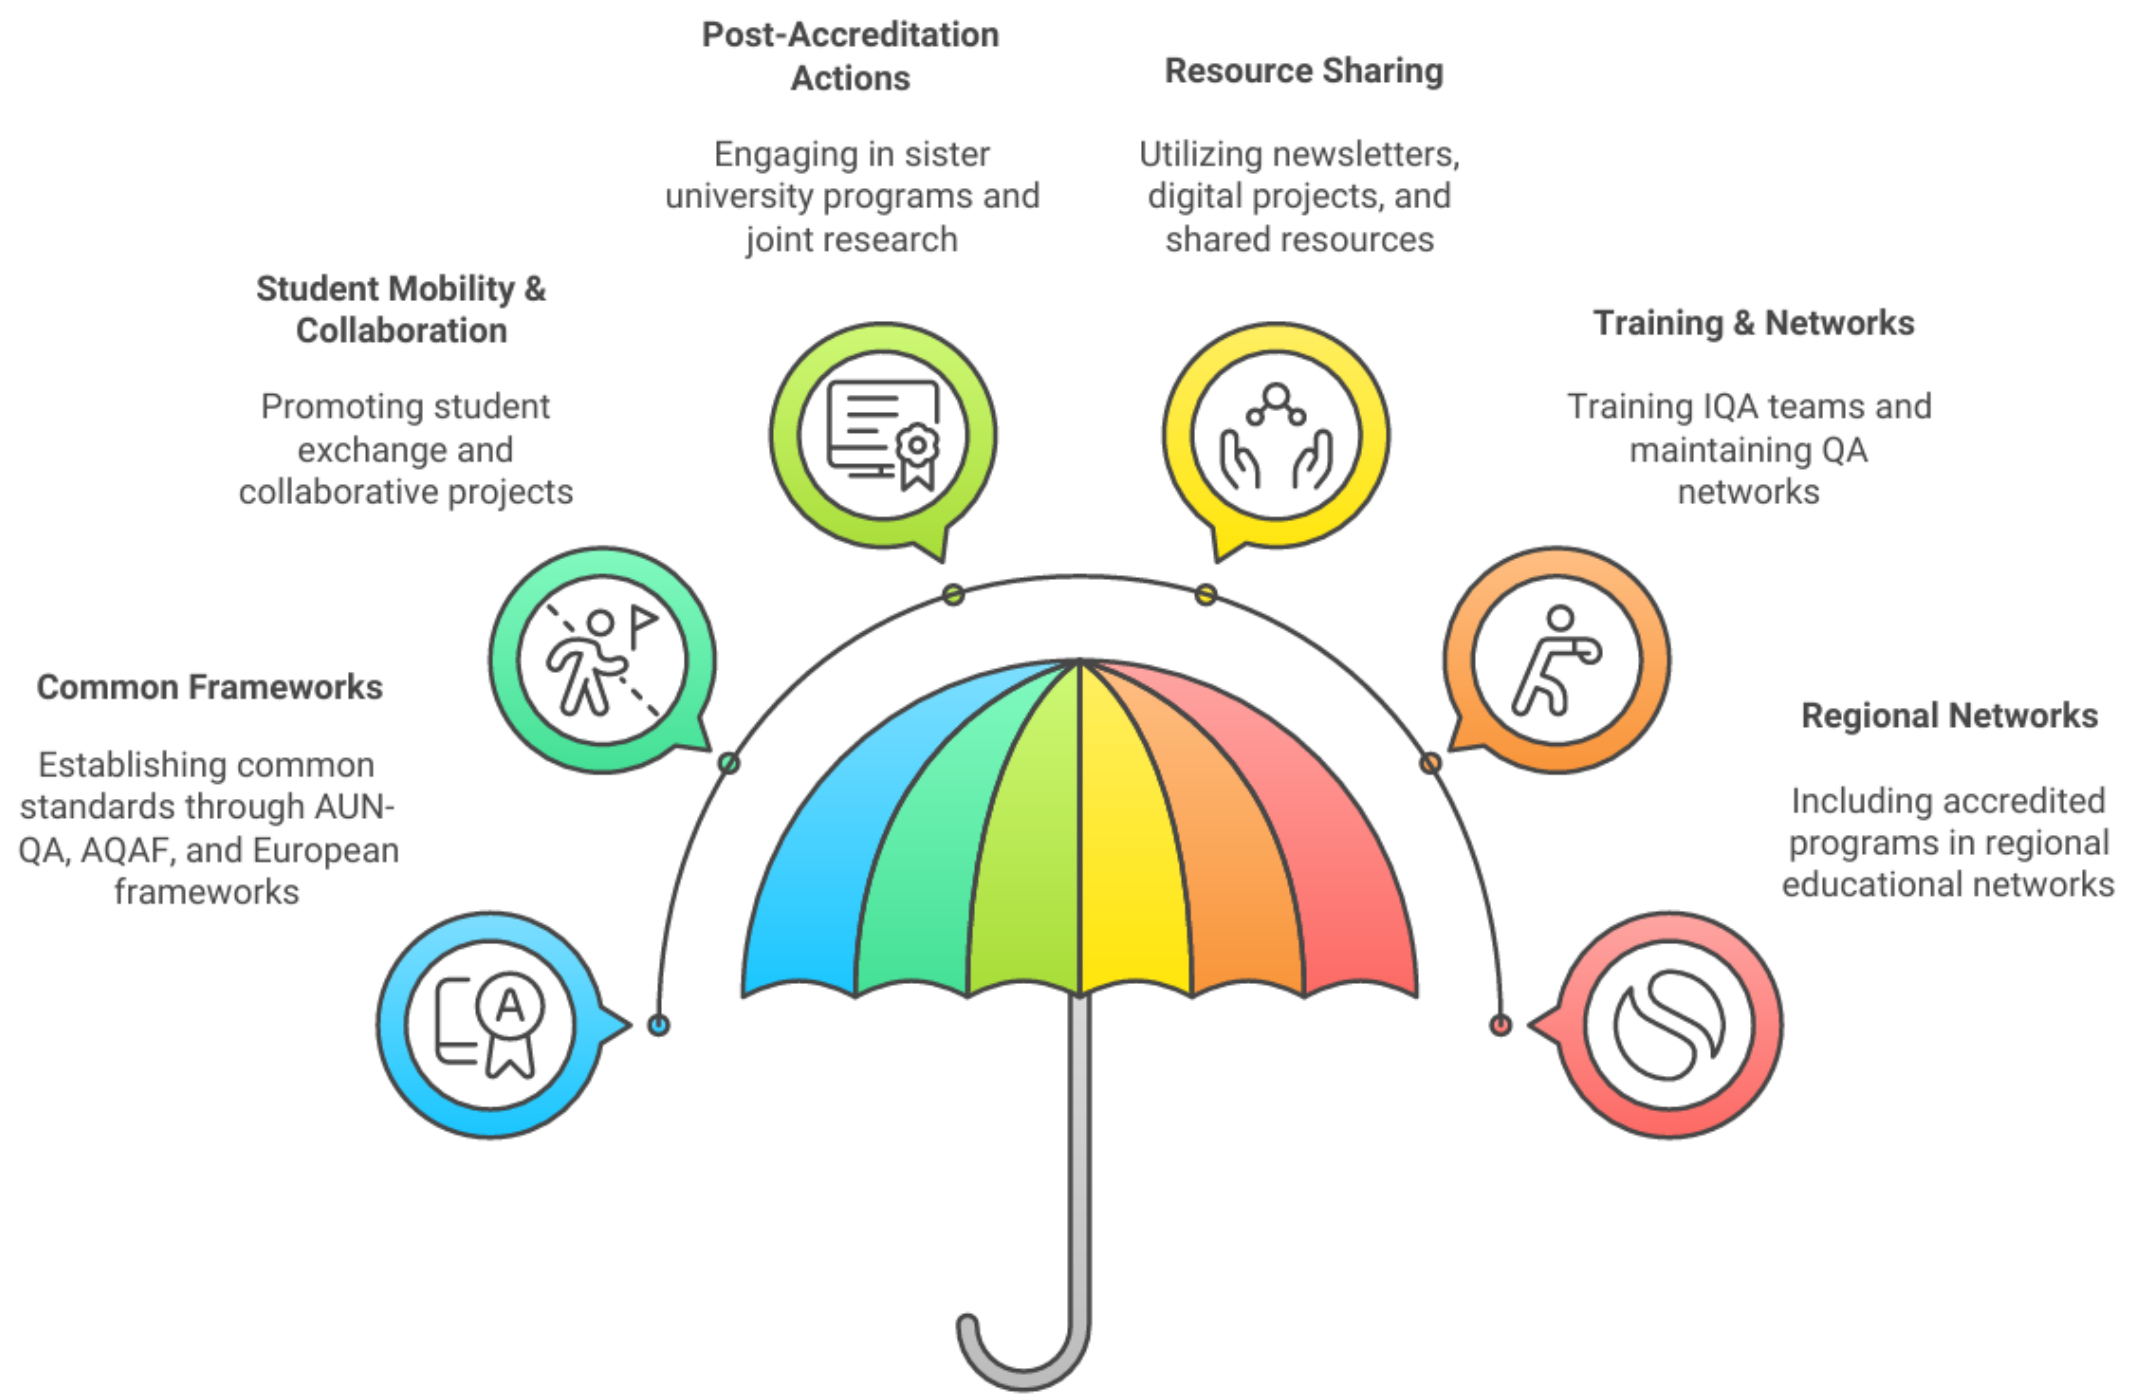 Post-Accreditation
Actions
Engaging in sister
university programs and
joint research
Resource Sharing
Utilizing newsletters,
digital projects, and
shared resources
Student Mobility &
Collaboration
Promoting student
exchange and
collaborative projects
Training & Networks
Training IQA teams and
maintaining QA
networks
Common Frameworks
Establishing common
standards through AUN-
QA, AQAF, and European
frameworks
A
Regional Networks
Including accredited
programs in regional
educational networks